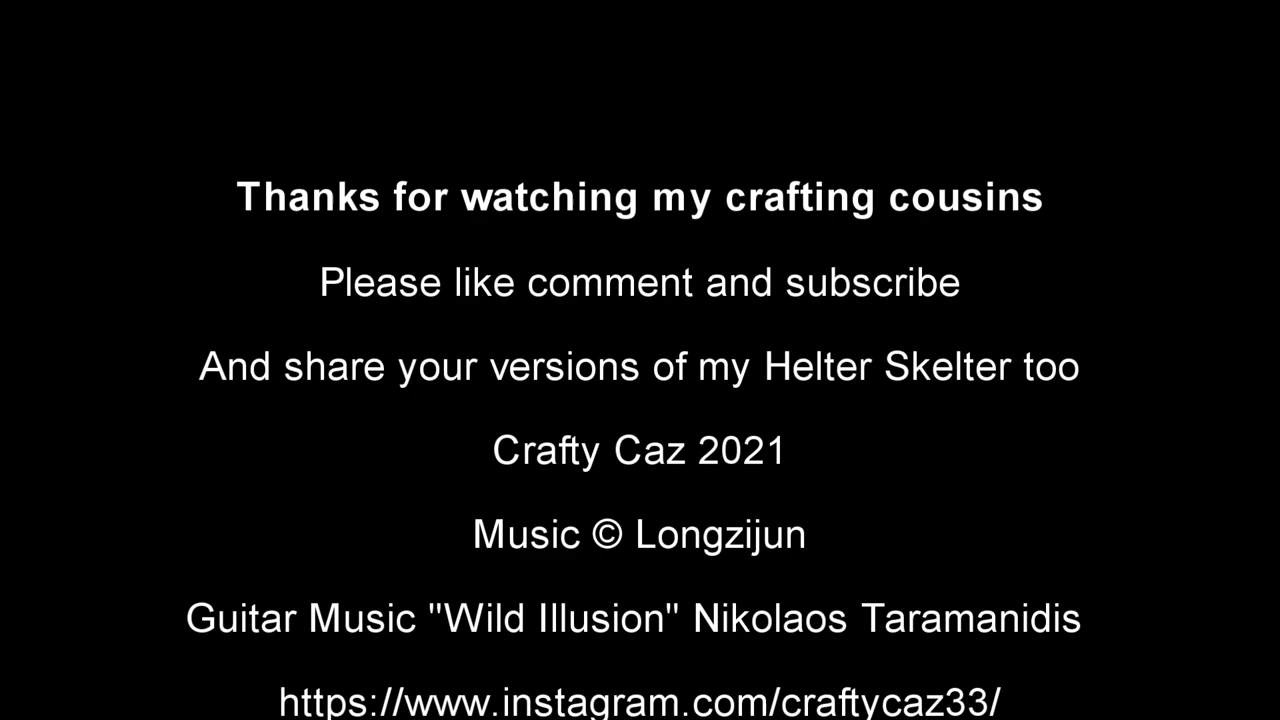 Thanks for watching my crafting cousins
Please like comment and subscribe
And share your versions of my Helter Skelter too
Crafty Caz 2021
Music © Longzijun
Guitar Music "Wild Illusion" Nikolaos Taramanidis
https://www.instagram.com/craftycaz33/